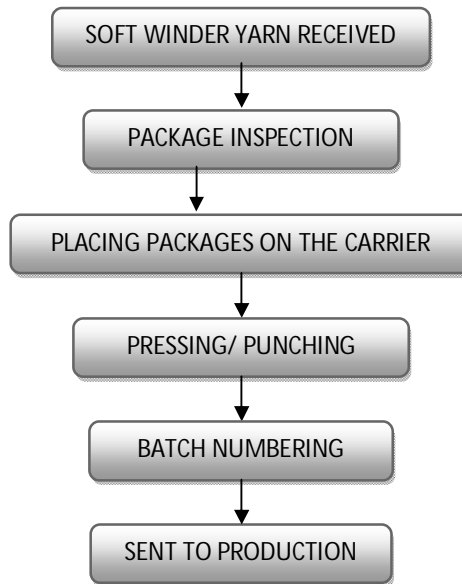 SOFT WINDER YARN RECEIVED
PACKAGE INSPECTION
PLACING PACKAGES ON THE CARRIER
PRESSING/ PUNCHING
BATCH NUMBERING
SENT TO PRODUCTION